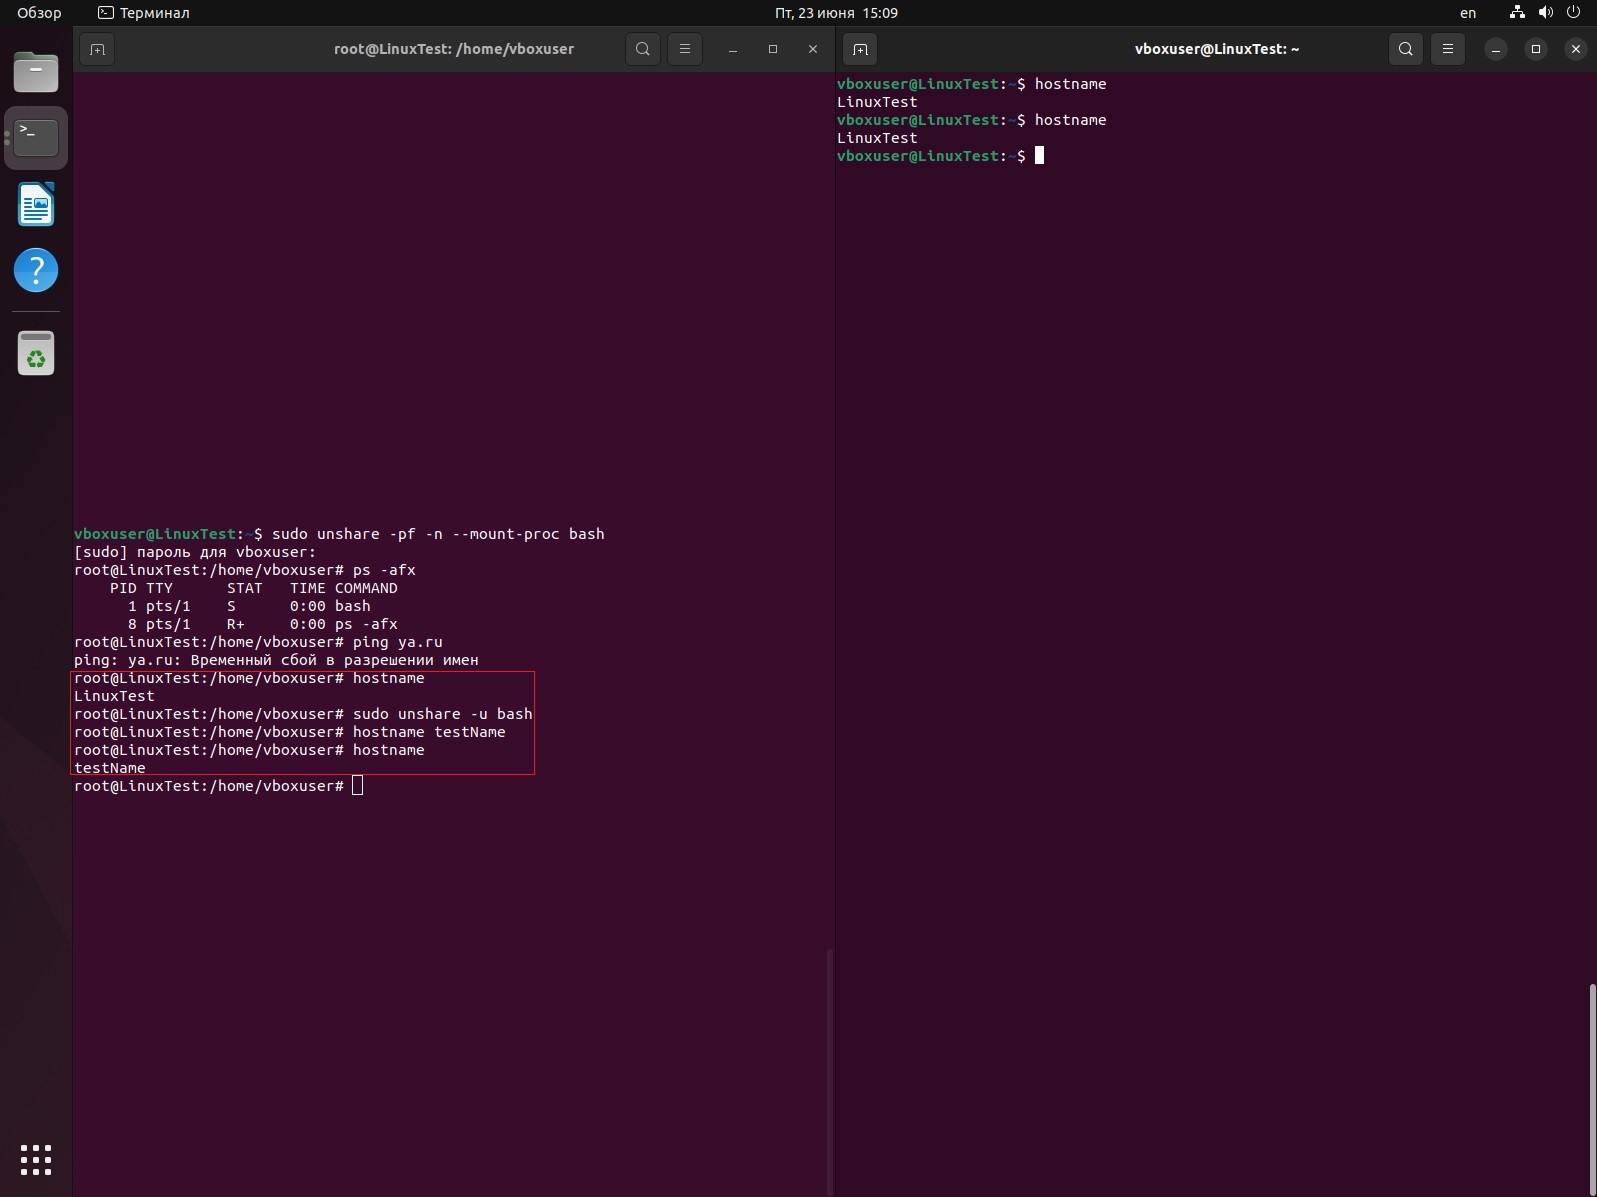 Обзор
Терминал
Пт, 23 июня 15:09
en
root@LinuxTest: /home/vboxuser
vboxuser@LinuxTest:~$ sudo unshare -pf -n --mount-proc bash
[sudo] пароль для vboxuser:
root@LinuxTest:/home/vboxuser# ps -afx
    PID TTY      STAT   TIME COMMAND
      1 pts/1    S      0:00 bash
      8 pts/1    R+     0:00 ps -afx
root@LinuxTest:/home/vboxuser# ping ya.ru
ping: ya.ru: Временный сбой в разрешении имен
root@LinuxTest:/home/vboxuser# hostname
LinuxTest
root@LinuxTest:/home/vboxuser# sudo unshare -u bash
root@LinuxTest:/home/vboxuser# hostname testName
root@LinuxTest:/home/vboxuser# hostname
testName
root@LinuxTest:/home/vboxuser#
vboxuser@LinuxTest: ~
vboxuser@LinuxTest:~$ hostname
LinuxTest
vboxuser@LinuxTest:~$ hostname
LinuxTest
vboxuser@LinuxTest:~$